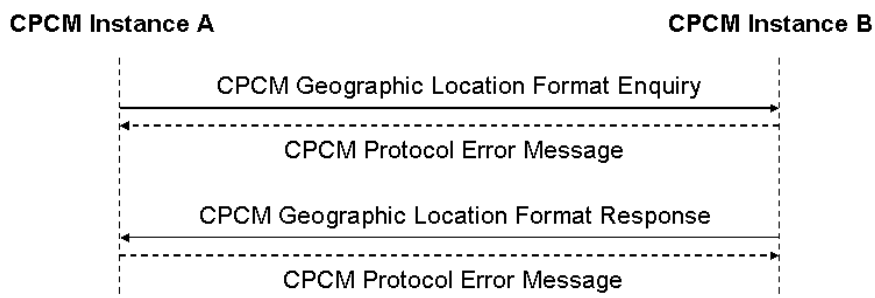 CPCM Instance A
CPCM Instance B
CPCM Geographic Location Format Enquiry
CPCM Protocol Error Message
CPCM Geographic Location Format Response
CPCM Protocol Error Message